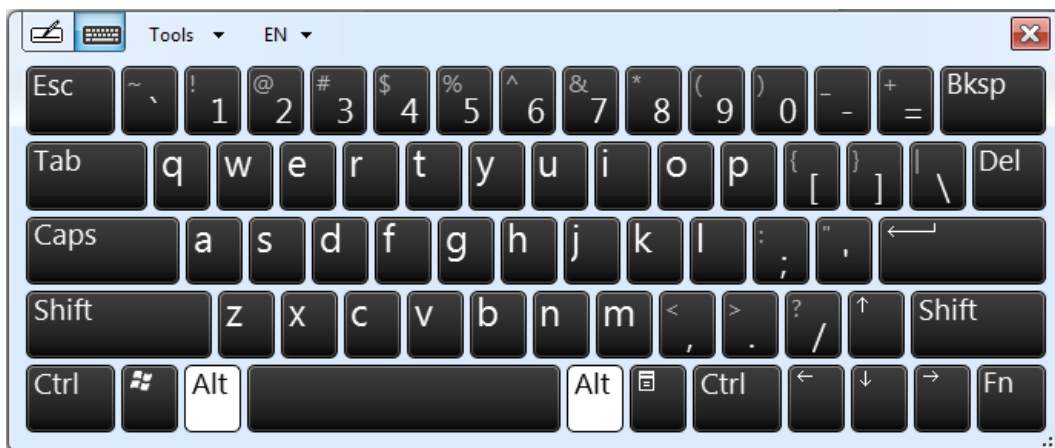 Tools EN
Esc ~ ` ! 1 @ 2 # 3 $ 4 % 5 ^ 6 & 7 * 8 ( 9 ) 0 _ - + = Bksp
Tab q w e r t y u i o p { [ } ] | \ Del
Caps a s d f g h j k l : ; " ' ←
Shift z x c v b n m < , > . ? / ↑ Shift
Ctrl Alt Alt Ctrl ← ↓ → Fn